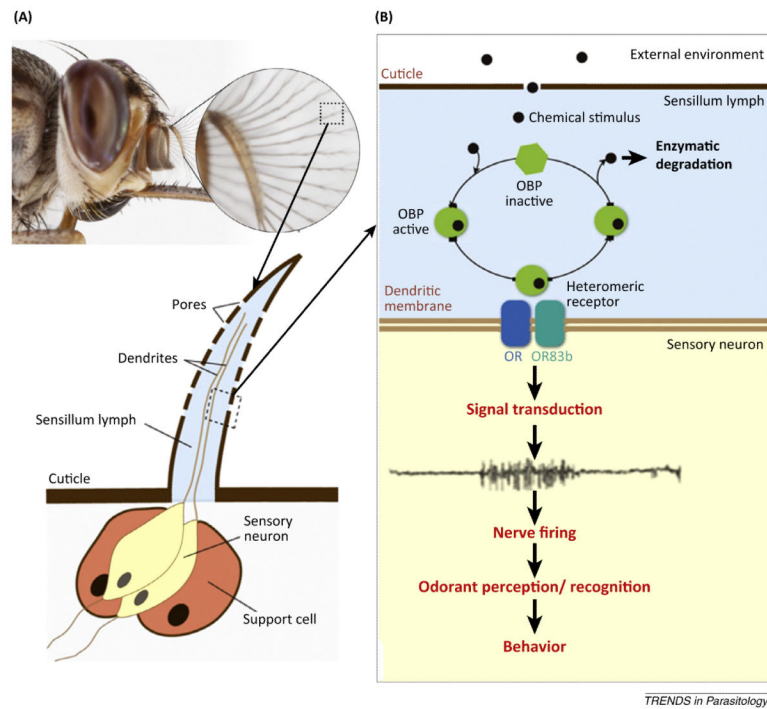 (A)
Pores
Dendrites
Sensillum lymph
Cuticle
Sensory
neuron
Support cell
(B)
External environment
Cuticle
Sensillum lymph
Chemical stimulus
Enzymatic
degradation
OBP
inactive
OBP
active
Heteromeric
receptor
Dendritic
membrane
Sensory neuron
OR
OR83b
Signal transduction
Nerve firing
Odorant perception/ recognition
Behavior
TRENDS in Parasitology